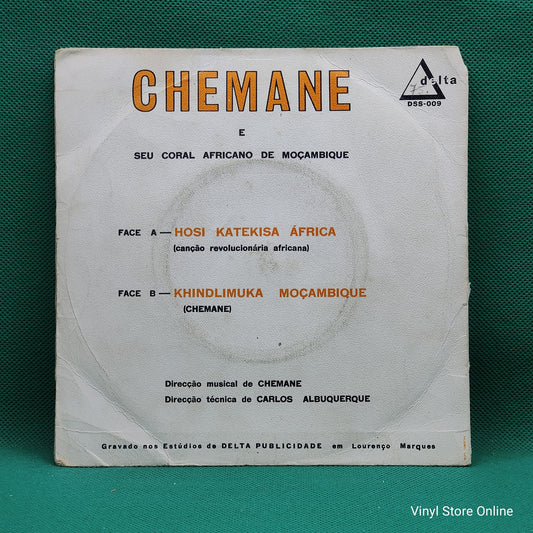 CHEMANE
delta
75.
DSS-009
E
SEU CORAL AFRICANO DE MOÇAMBIQUE
FACE A — HOSI KATEKISA ÁFRICA
(canção revolucionária africana)
FACE B — KHINDLIMUKA MOÇAMBIQUE
(CHEMANE)
Direcção musical de CHEMANE
Direcção técnica de CARLOS ALBUQUERQUE
Gravado nos Estúdios de DELTA PUBLICIDADE em Lourenço Marques
Vinyl Store Online